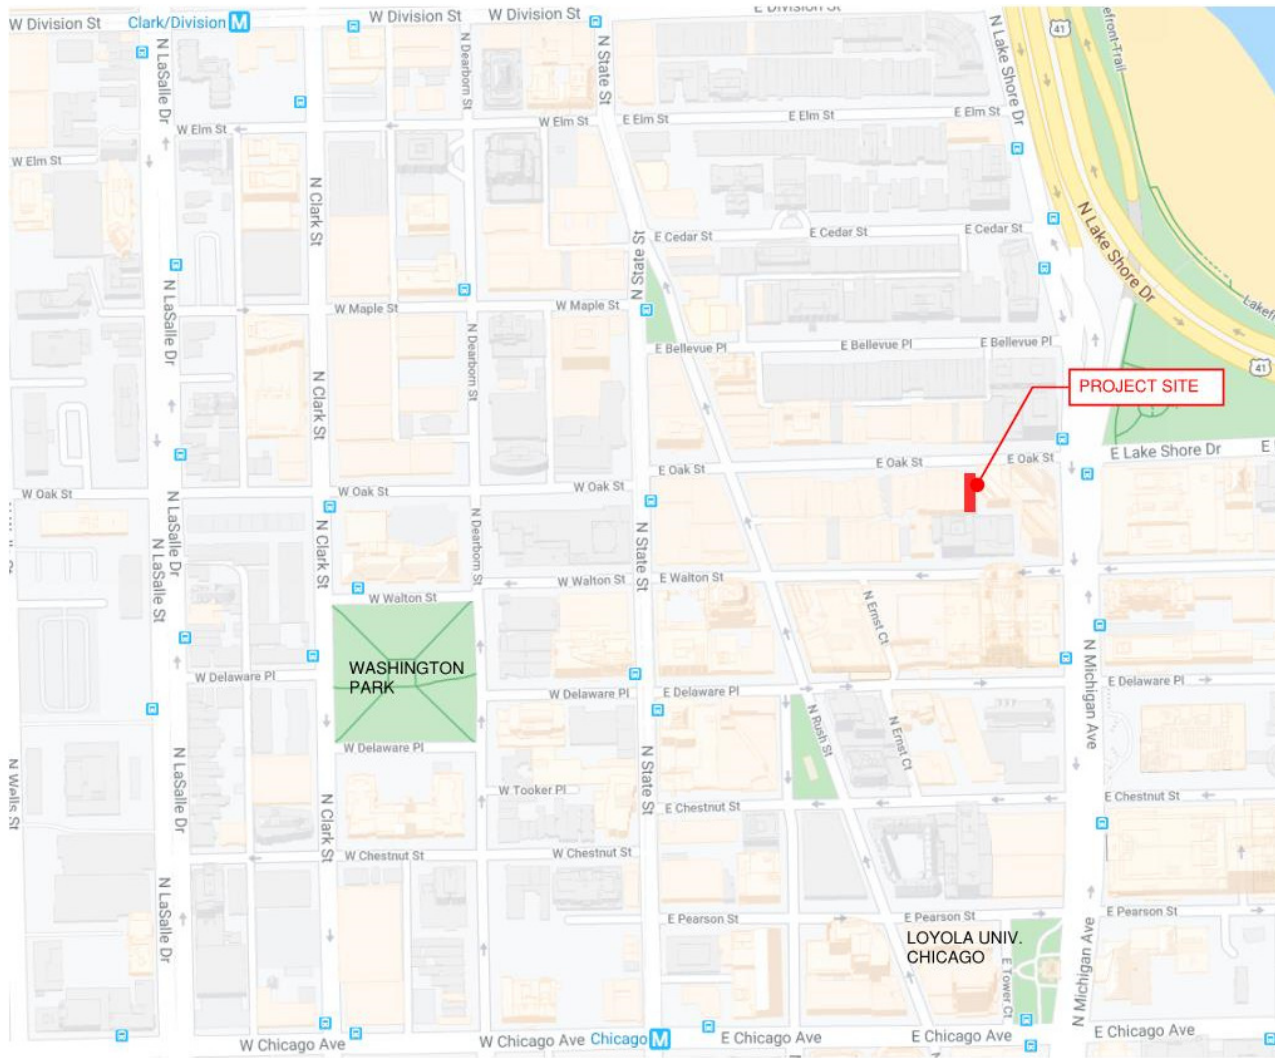 W Division St
Clark/Division M
W Division St
W Division St
E Division St
N LaSalle Dr
N Dearborn St
N State St
N Lake Shore Dr
41
efront-Trail
W Elm St
W Elm St
E Elm St
E Elm St
E Elm St
W Elm St
N Clark St
E Cedar St
E Cedar St
E Cedar St
N State St
N Lake Shore Dr
N LaSalle Dr
W Maple St
W Maple St
Lakef
N Dearborn St
E Bellevue Pl
E Bellevue Pl
E Bellevue Pl
41
PROJECT SITE
N Clark St
E Lake Shore Dr
E
E Oak St
E Oak St
E Oak St
W Oak St
W Oak St
W Oak St
N LaSalle Dr
N LaSalle St
N Clark St
N Dearborn St
N State St
W Walton St
E Walton St
W Walton St
N Ernst Ct
WASHINGTON
PARK
W Delaware Pl
W Delaware Pl
E Delaware Pl
E Delaware Pl
N Michigan Ave
N Rush St
N Ernst Ct
W Delaware Pl
N Wells St
N LaSalle Dr
N Clark St
W Tooker Pl
N State St
E Chestnut St
E Chestnut St
W Chestnut St
W Chestnut St
N LaSalle Dr
E Pearson St
E Pearson St
E Pearson St
LOYOLA UNIV.
CHICAGO
E Tower Ct
N Michigan Ave
W Chicago Ave
W Chicago Ave
Chicago M
E Chicago Ave
E Chicago Ave
E Chicago Ave